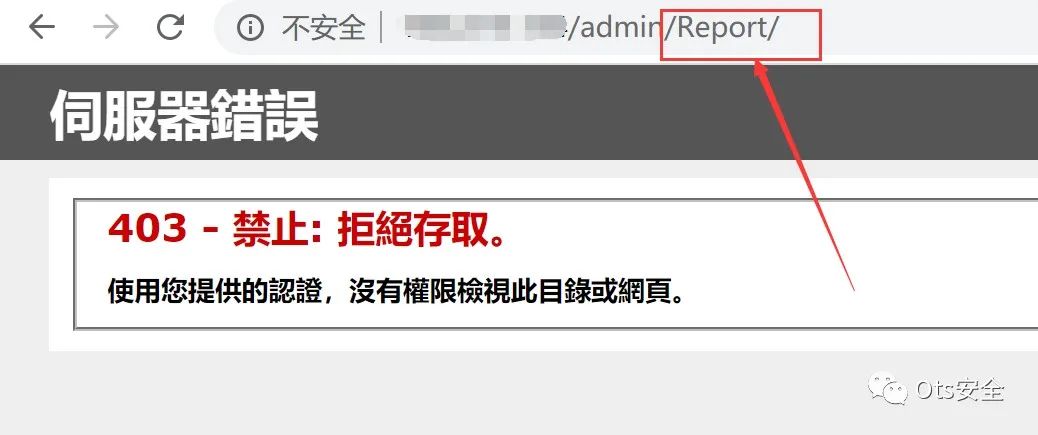 不安全 /admin/Report/
伺服器錯誤
403 - 禁止: 拒絕存取。
使用您提供的認證，沒有權限檢視此目錄或網頁。
Ots安全